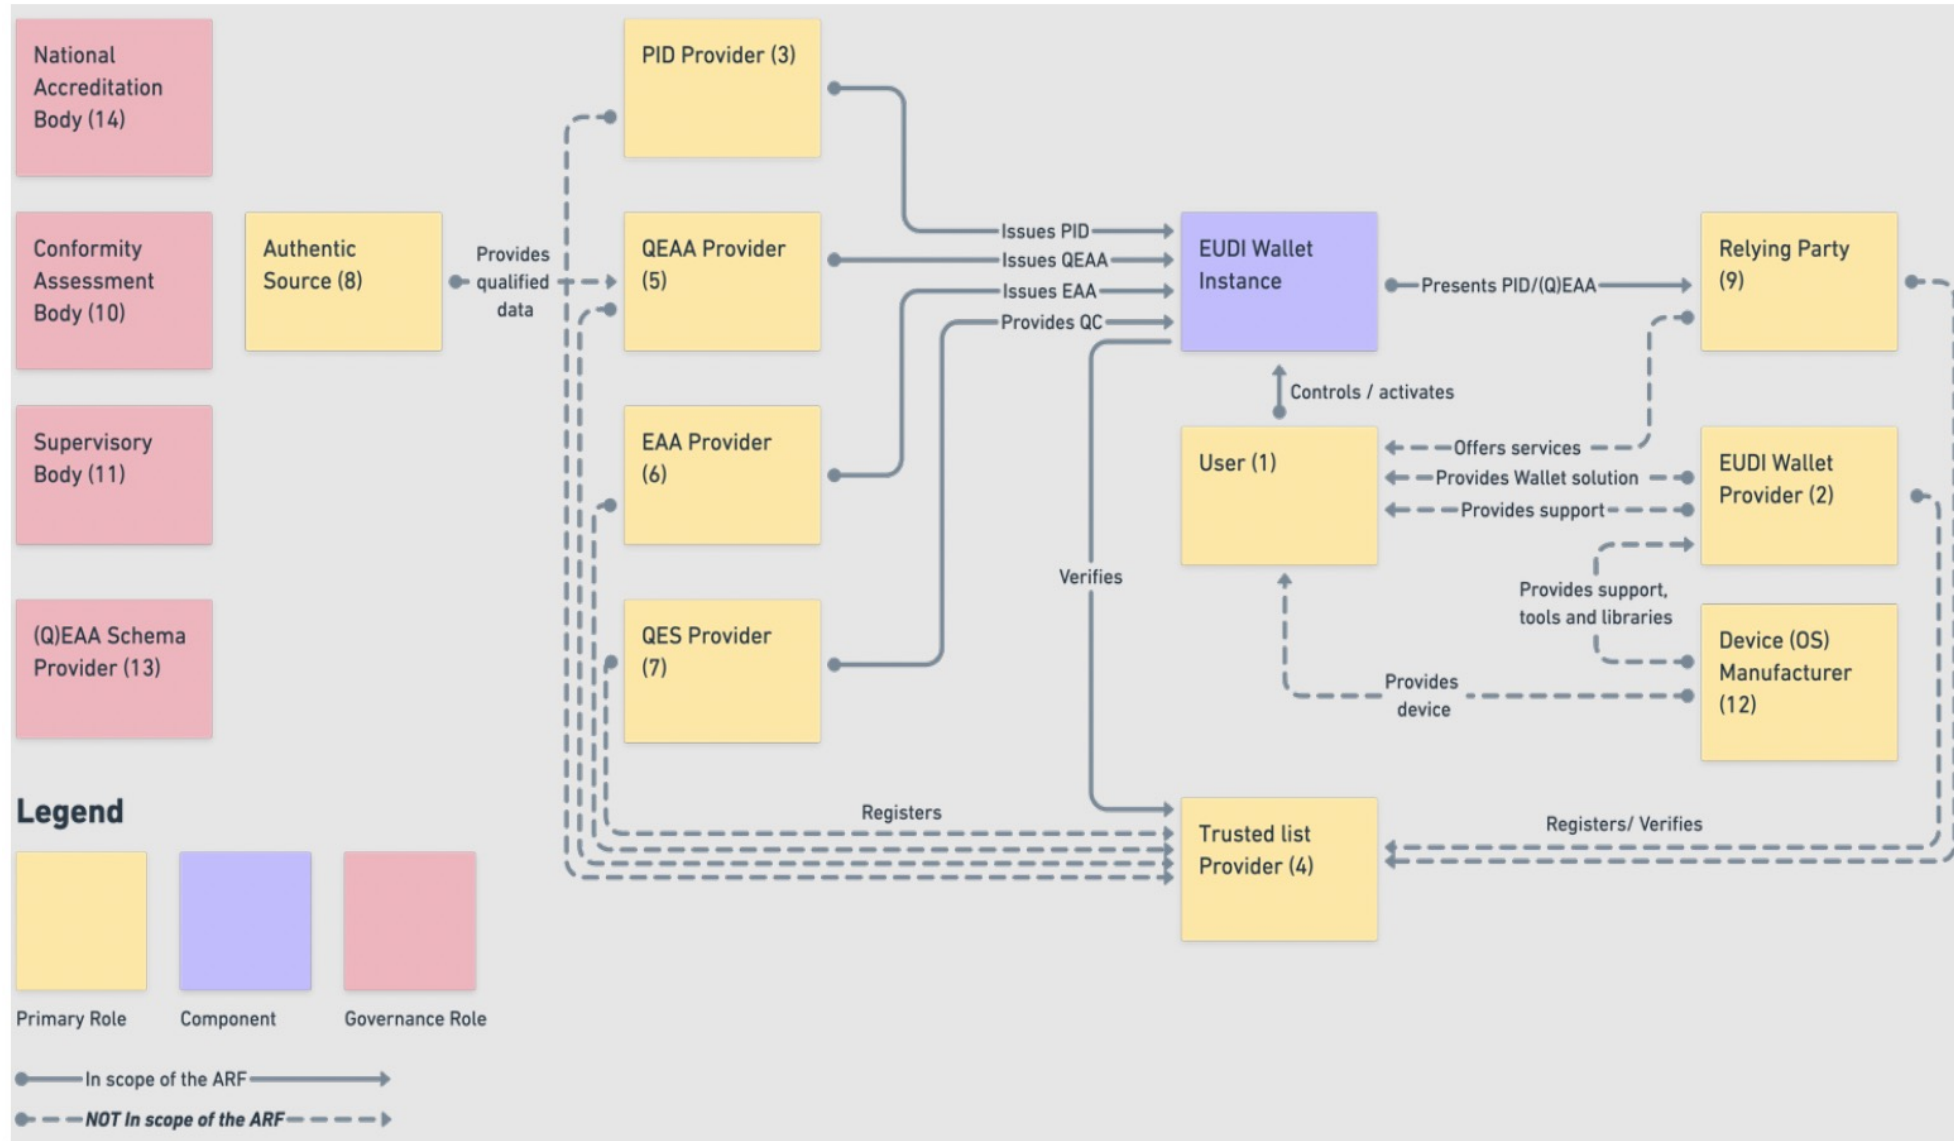 National
Accreditation
Body (14)
Conformity
Assessment
Body (10)
Supervisory
Body (11)
(Q)EAA Schema
Provider (13)
Authentic
Source (8)
Provides
qualified
data
PID Provider (3)
QEAA Provider
(5)
EAA Provider
(6)
QES Provider
(7)
Issues PID
Issues QEAA
Issues EAA
Provides QC
EUDI Wallet
Instance
Presents PID/(Q)EAA
Relying Party
(9)
Controls / activates
User (1)
Offers services
Provides Wallet solution
Provides support
EUDI Wallet
Provider (2)
Verifies
Provides support,
tools and libraries
Device (OS)
Manufacturer
(12)
Provides
device
Registers
Trusted list
Provider (4)
Registers/ Verifies
Legend
Primary Role
Component
Governance Role
In scope of the ARF
NOT In scope of the ARF